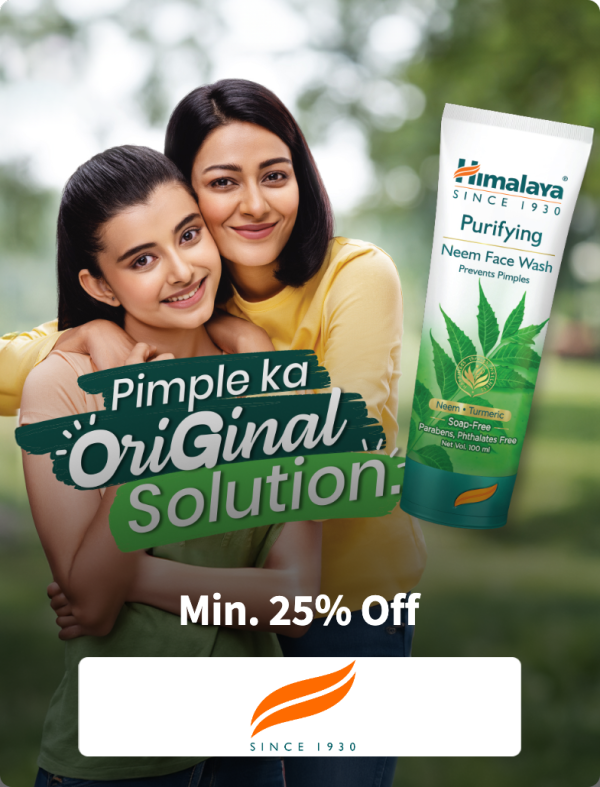 Himalaya®
SINCE 1930
Purifying
Neem Face Wash
Prevents Pimples
Pimple ka
OriGinal
Solution.
Neem • Turmeric
Soap-Free
Parabens, Phthalates Free
Net Vol. 100 ml
Min. 25% Off
SINCE 1930